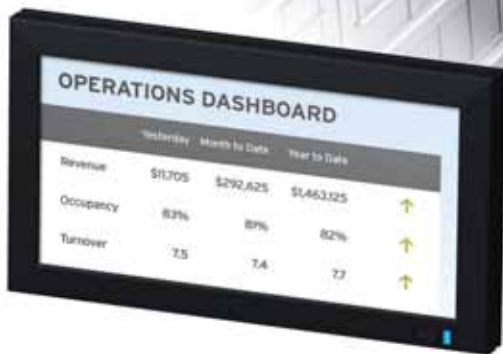 OPERATIONS DASHBOARD
Yesterday Month to Date Year to Date
Revenue $11,705 $292,625 $1,463,125
Occupancy 83% 81% 82%
Turnover 7.5 7.4 7.7